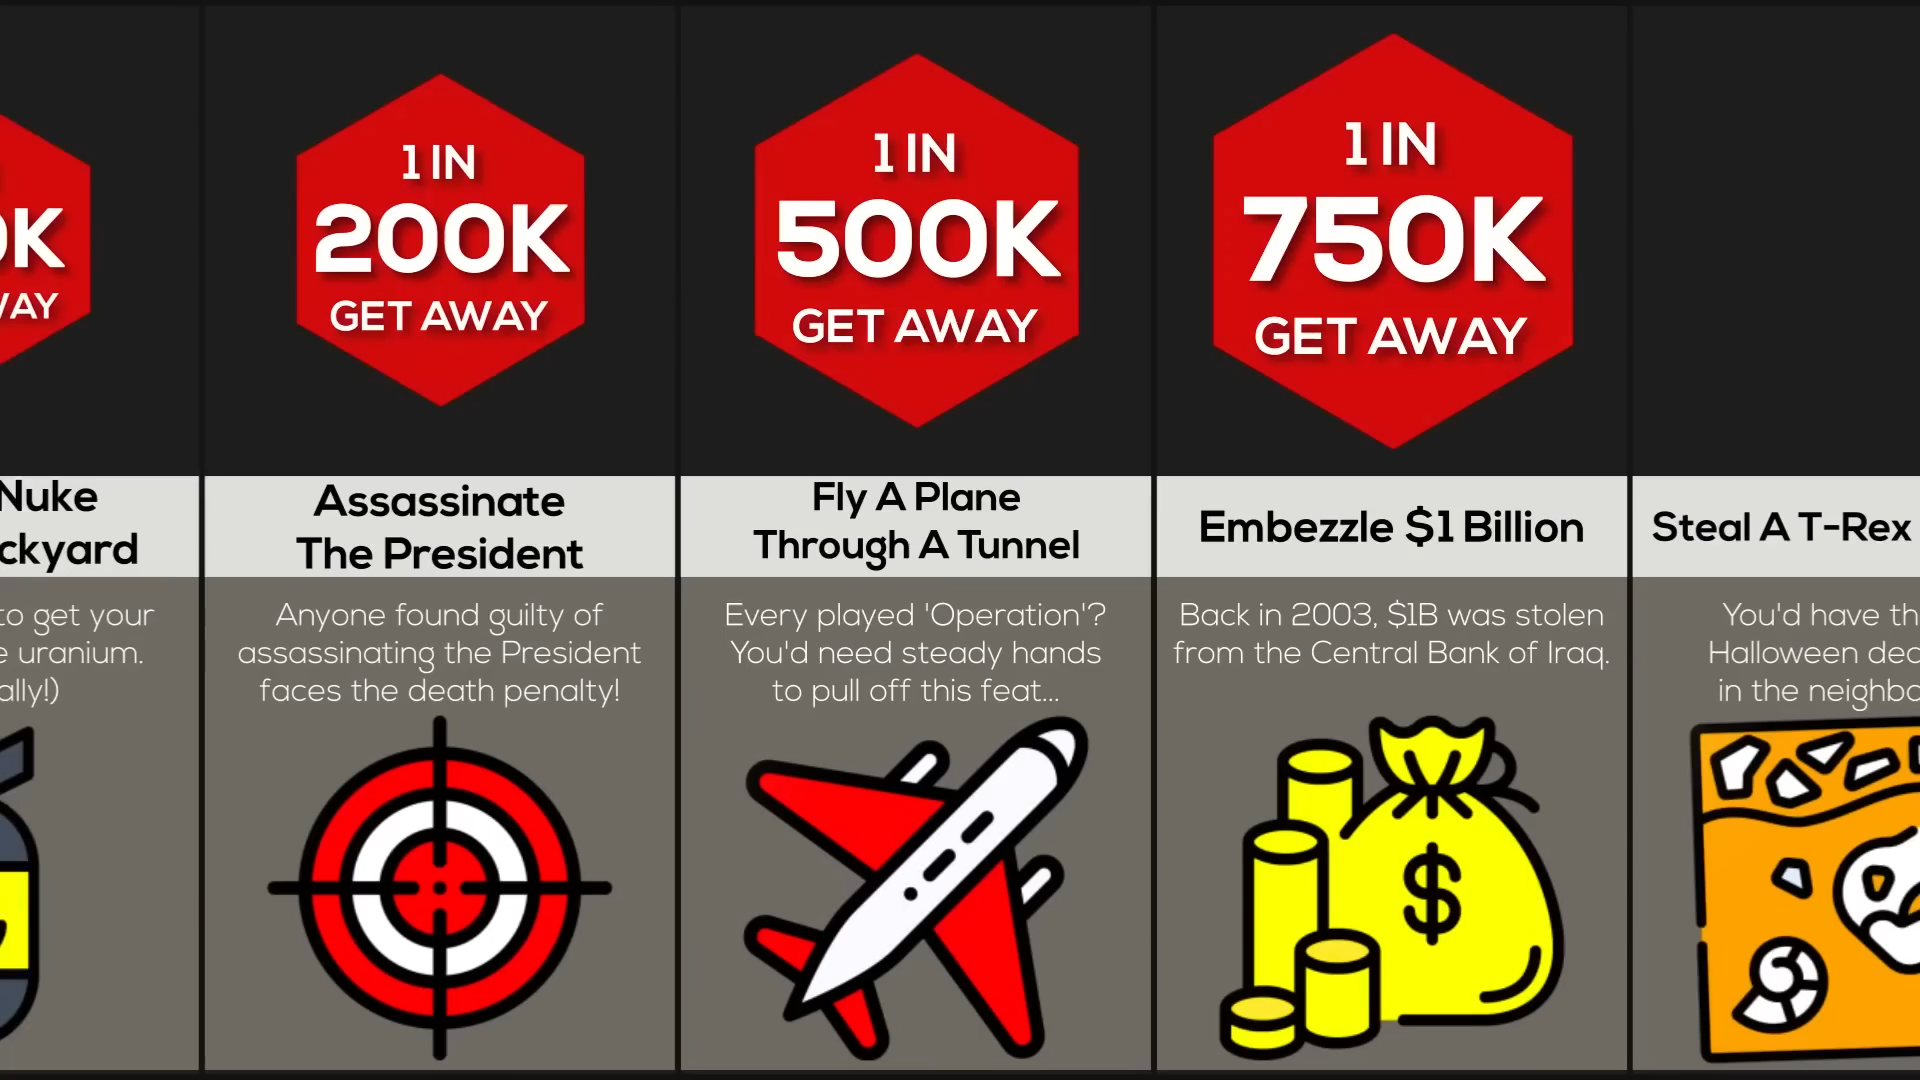 0K
WAY
Nuke
ckyard
to get your
e uranium.
ally!)
1 IN
200K
GET AWAY
Assassinate
The President
Anyone found guilty of
assassinating the President
faces the death penalty!
1 IN
500K
GET AWAY
Fly A Plane
Through A Tunnel
Every played 'Operation'?
You'd need steady hands
to pull off this feat...
1 IN
750K
GET AWAY
Embezzle $1 Billion
Back in 2003, $1B was stolen
from the Central Bank of Iraq.
$
Steal A T-Rex
You'd have th
Halloween dec
in the neighbo